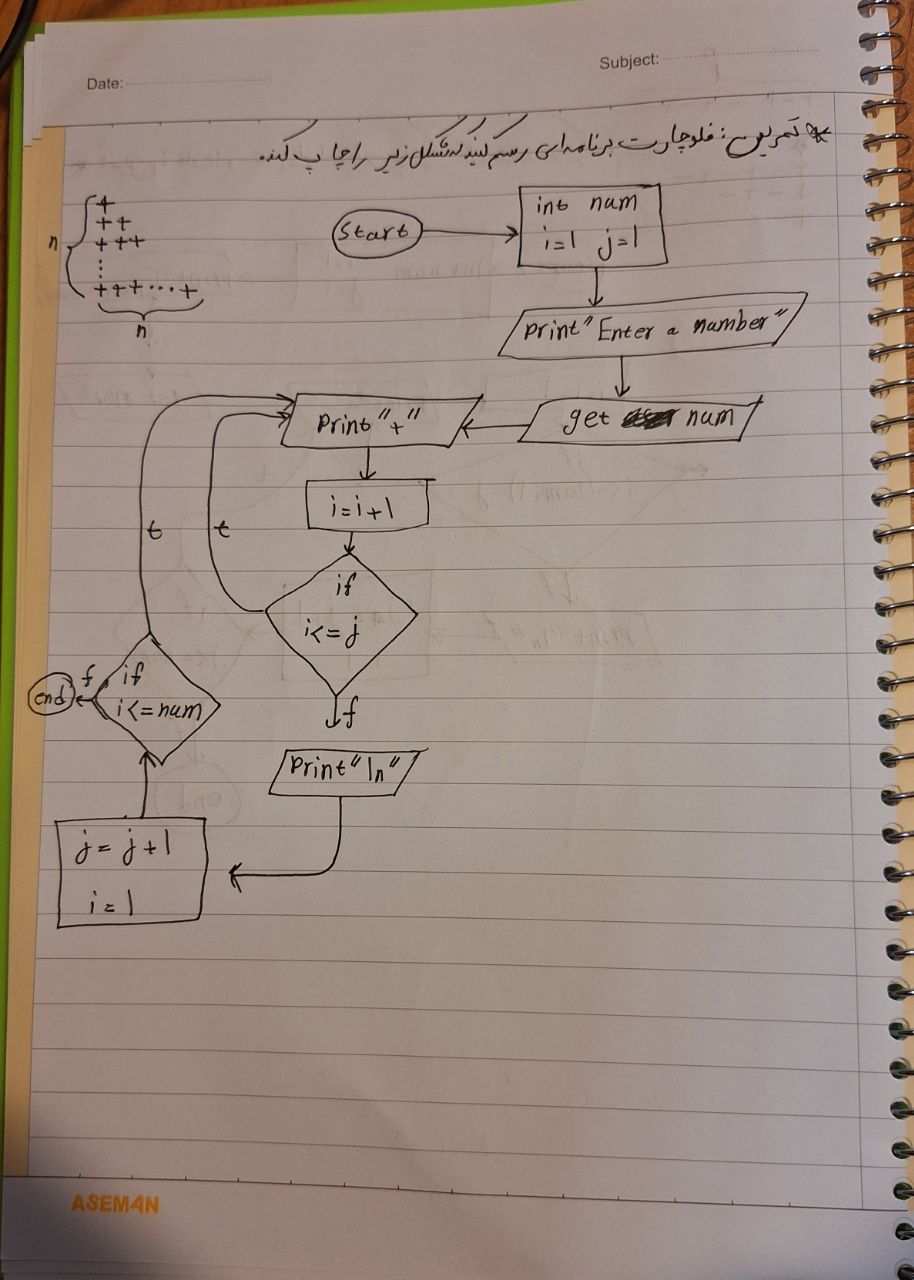 Date:
Subject:
* تمرین: فلوچارت برنامه‌ای رسم کنید که شکل زیر را چاپ کند.
+
++
+++
⋮
+++...+
n
n
Start
int num
i=1 j=1
print"Enter a number"
get num
Print"+"
i=i+1
if
i<=j
t
t
f
Print"\n"
j=j+1
i=1
if
i<=num
f
end
ASEMAN